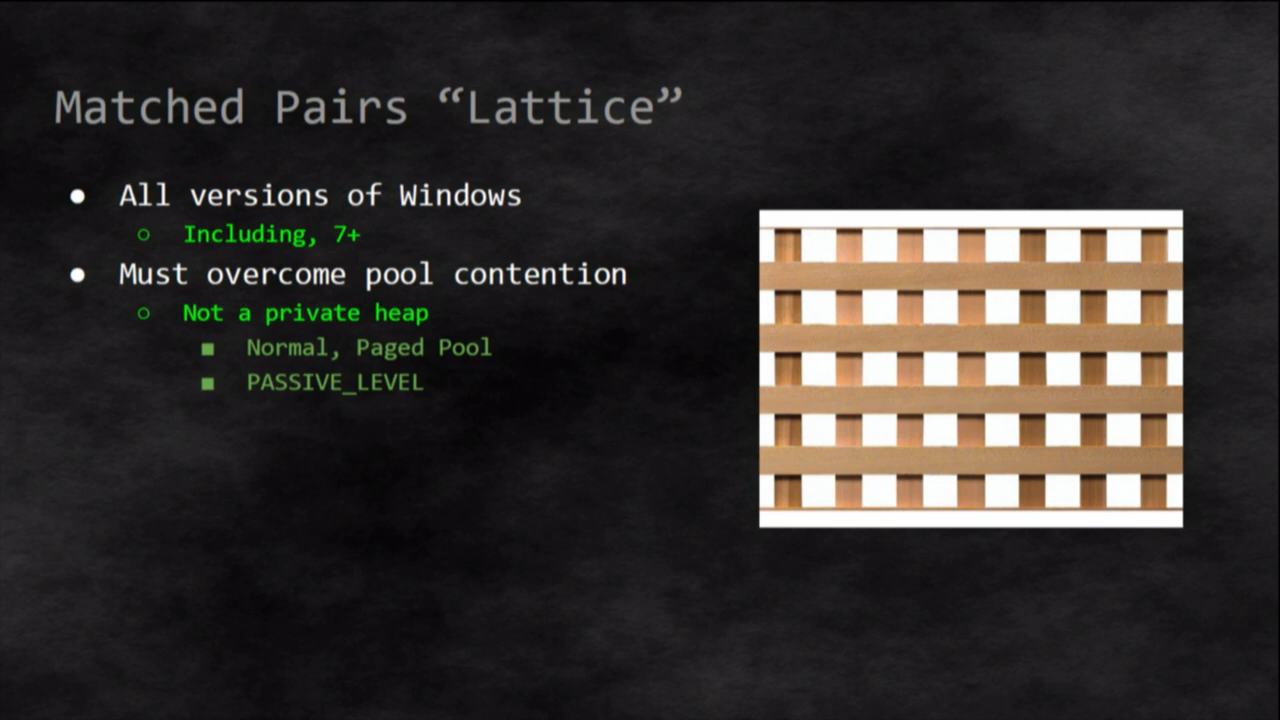 Matched Pairs “Lattice”
● All versions of Windows
○ Including, 7+
● Must overcome pool contention
○ Not a private heap
■ Normal, Paged Pool
■ PASSIVE_LEVEL